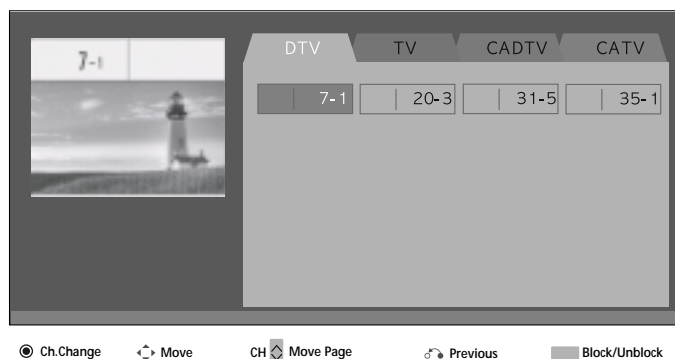 7-1
DTV TV CADTV CATV
7-1 20-3 31-5 35-1
Ch.Change Move CH Move Page Previous Block/Unblock